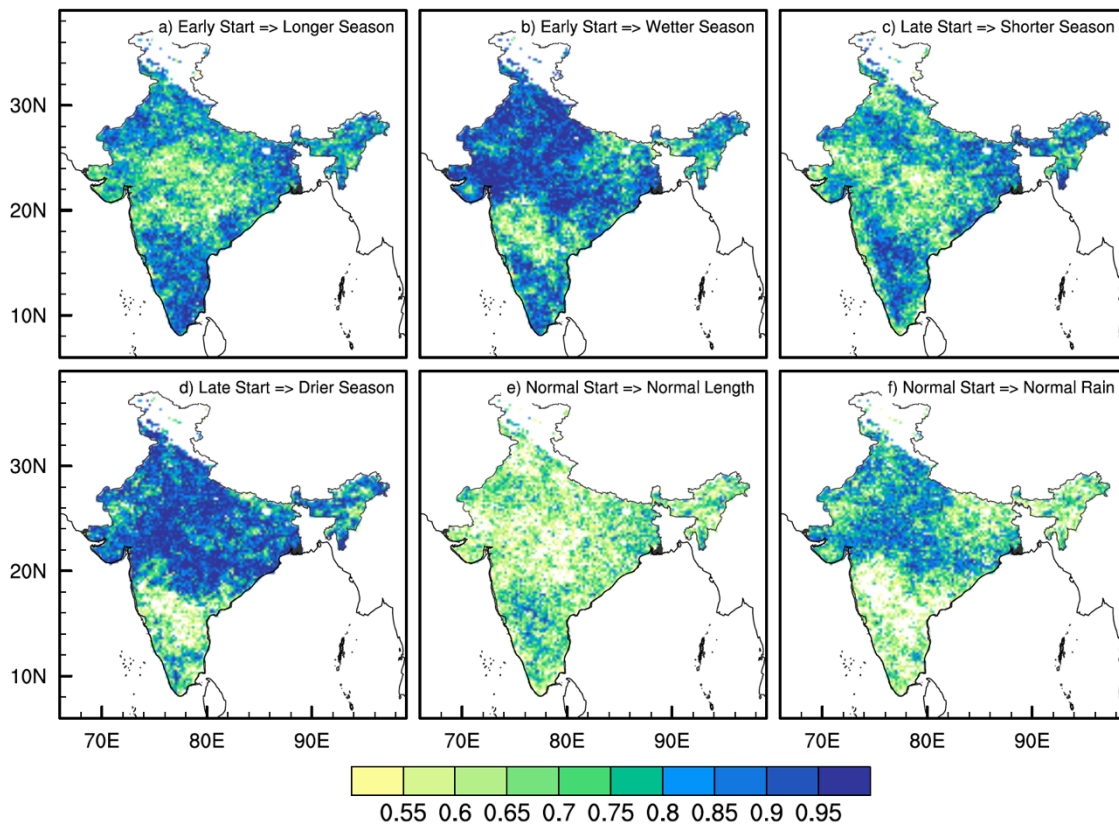 a) Early Start => Longer Season
b) Early Start => Wetter Season
c) Late Start => Shorter Season
30N
20N
10N
d) Late Start => Drier Season
e) Normal Start => Normal Length
f) Normal Start => Normal Rain
30N
20N
10N
70E 80E 90E 70E 80E 90E 70E 80E 90E
0.55 0.6 0.65 0.7 0.75 0.8 0.85 0.9 0.95